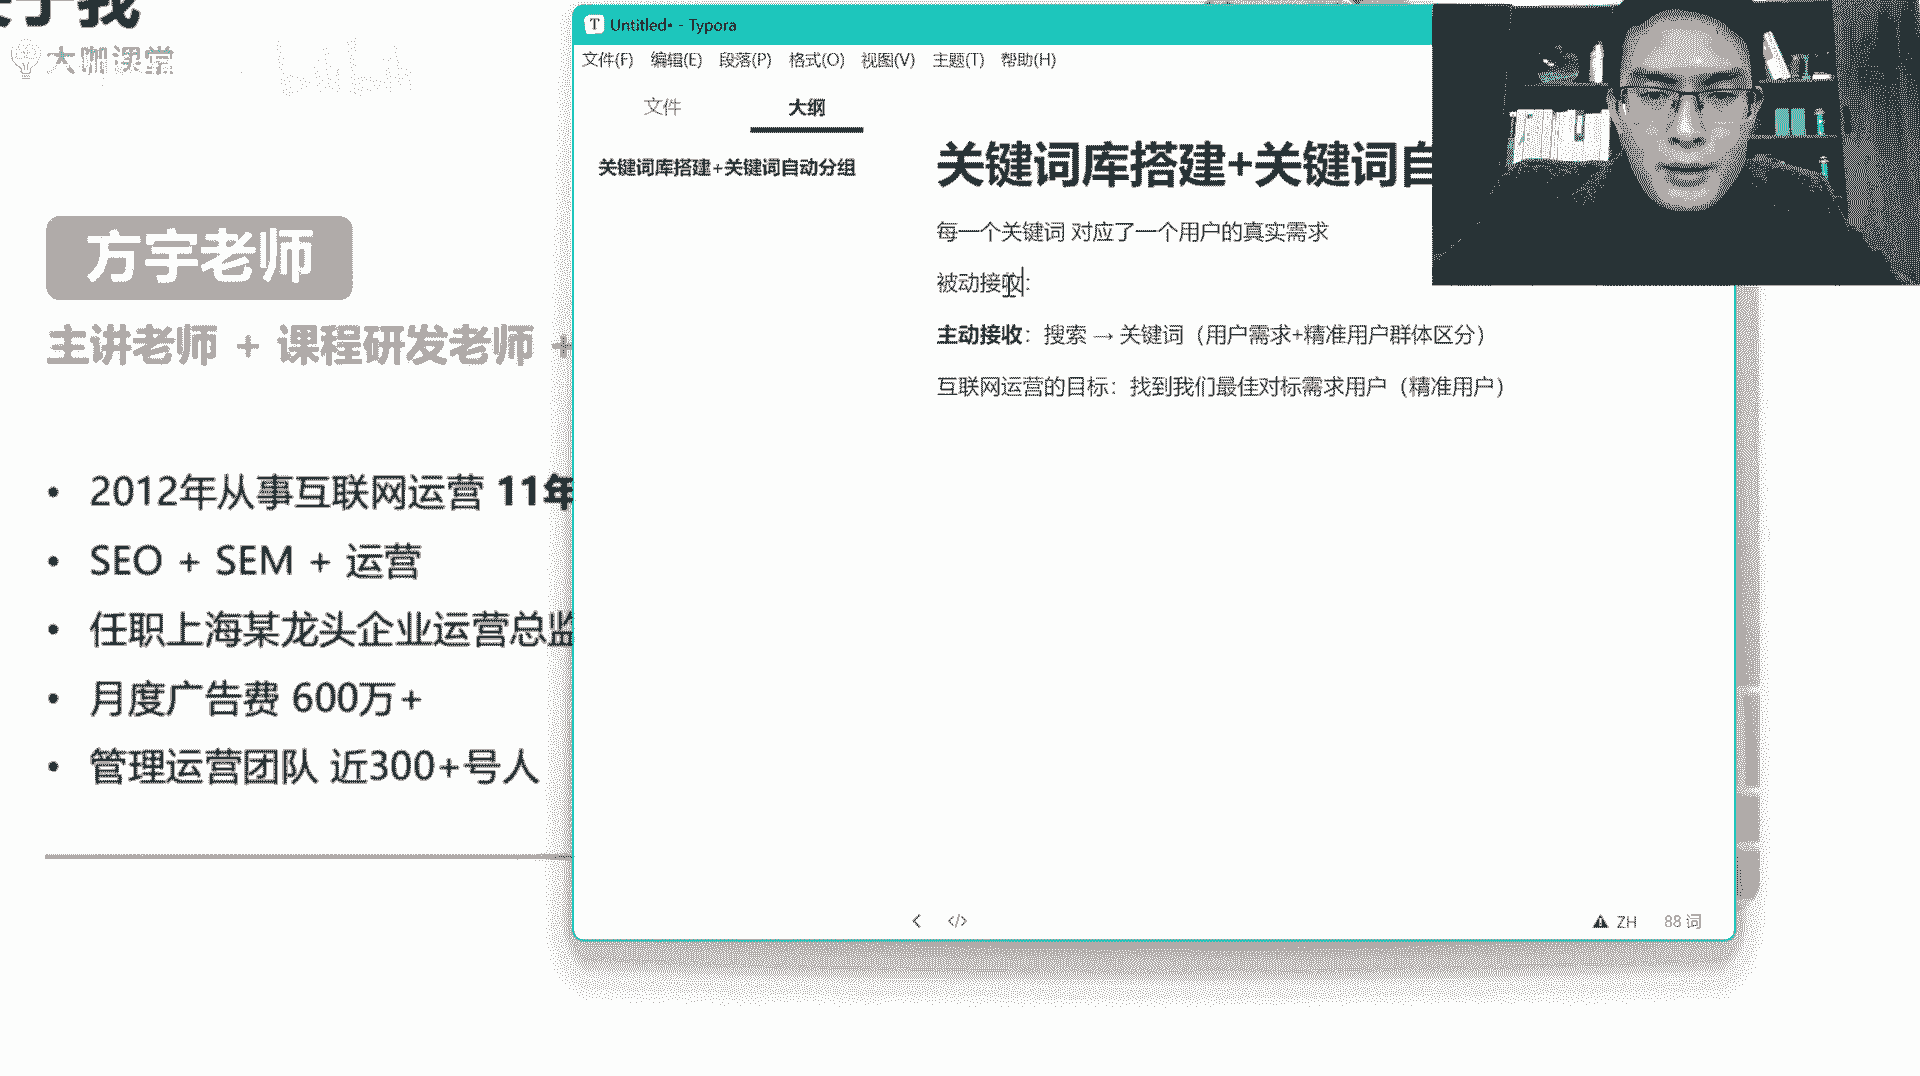 关于我
大咖课堂
bilibili
方宇老师
主讲老师 + 课程研发老师 +
• 2012年从事互联网运营 11年
• SEO + SEM + 运营
• 任职上海某龙头企业运营总监
• 月度广告费 600万+
• 管理运营团队 近300+号人
Untitled• - Typora
文件(F) 编辑(E) 段落(P) 格式(O) 视图(V) 主题(T) 帮助(H)
文件 大纲
关键词库搭建+关键词自动分组
关键词库搭建+关键词自
每一个关键词 对应了一个用户的真实需求
被动接收:
主动接收：搜索 → 关键词（用户需求+精准用户群体区分）
互联网运营的目标：找到我们最佳对标需求用户（精准用户）
ZH 88 词